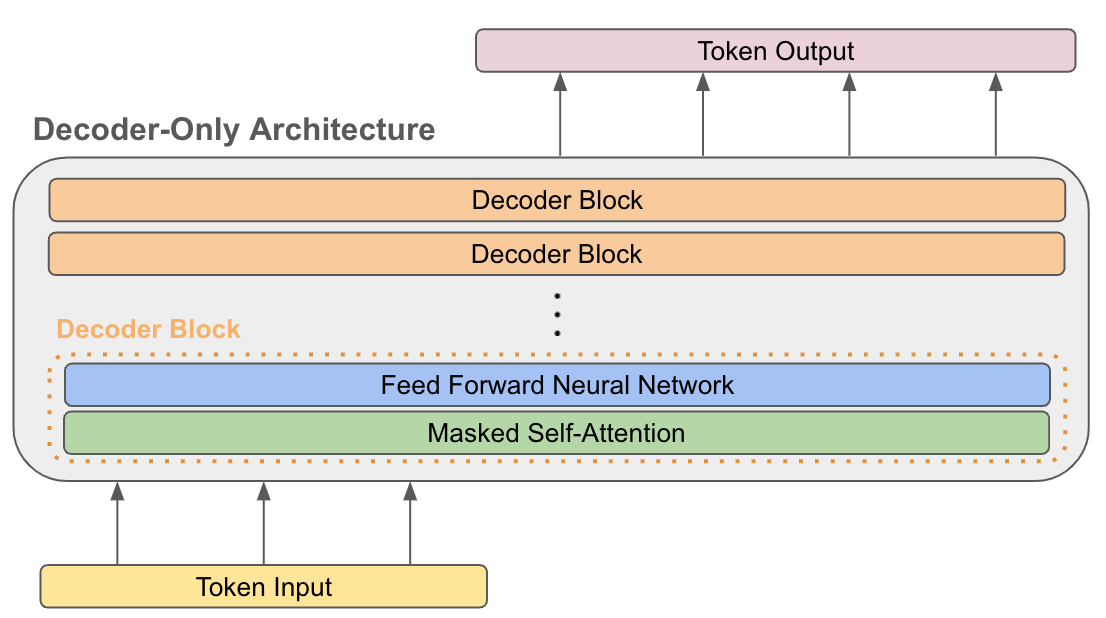 Token Output
Decoder-Only Architecture
Decoder Block
Decoder Block
Decoder Block
Feed Forward Neural Network
Masked Self-Attention
Token Input